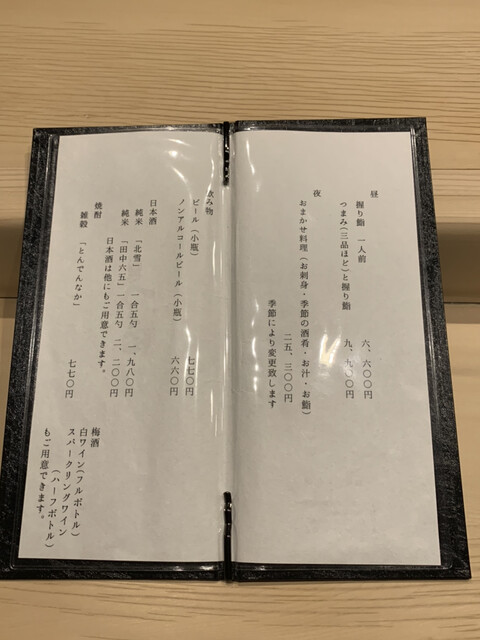 昼
握り鮨　一人前
六、六〇〇円
つまみ(三品ほど)と握り鮨
九、九〇〇円
夜
おまかせ料理(お刺身・季節の酒肴・お汁・お鮨)
二五、三〇〇円
季節により変更致します
飲み物
ビール(小瓶)
七七〇円
ノンアルコールビール(小瓶)
六六〇円
日本酒
純米「北雪」　一合五勺　一、九八〇円
純米「田中六五」一合五勺　二、二〇〇円
日本酒は他にもご用意できます。
焼酎
雑穀「とんでんなか」
七七〇円
梅酒
白ワイン(フルボトル)
スパークリングワイン
(ハーフボトル)
もご用意できます。